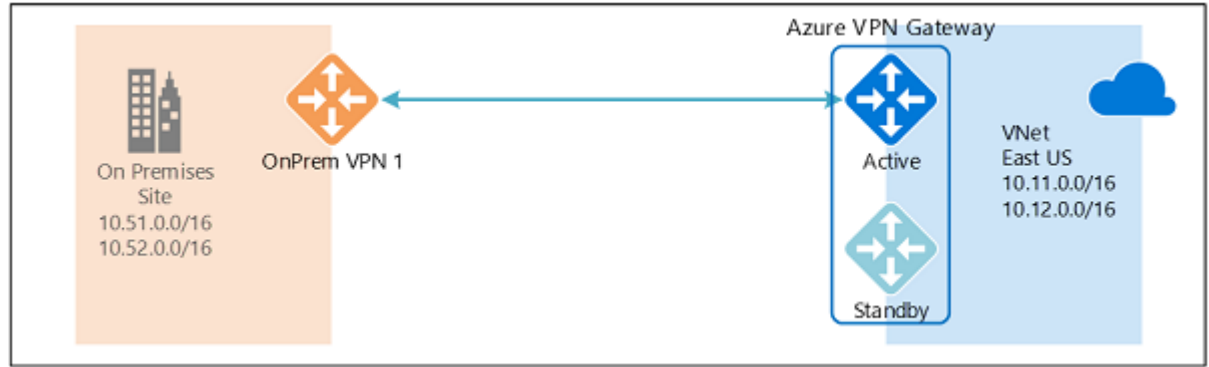 Azure VPN Gateway
On Premises
Site
10.51.0.0/16
10.52.0.0/16
OnPrem VPN 1
Active
Standby
VNet
East US
10.11.0.0/16
10.12.0.0/16